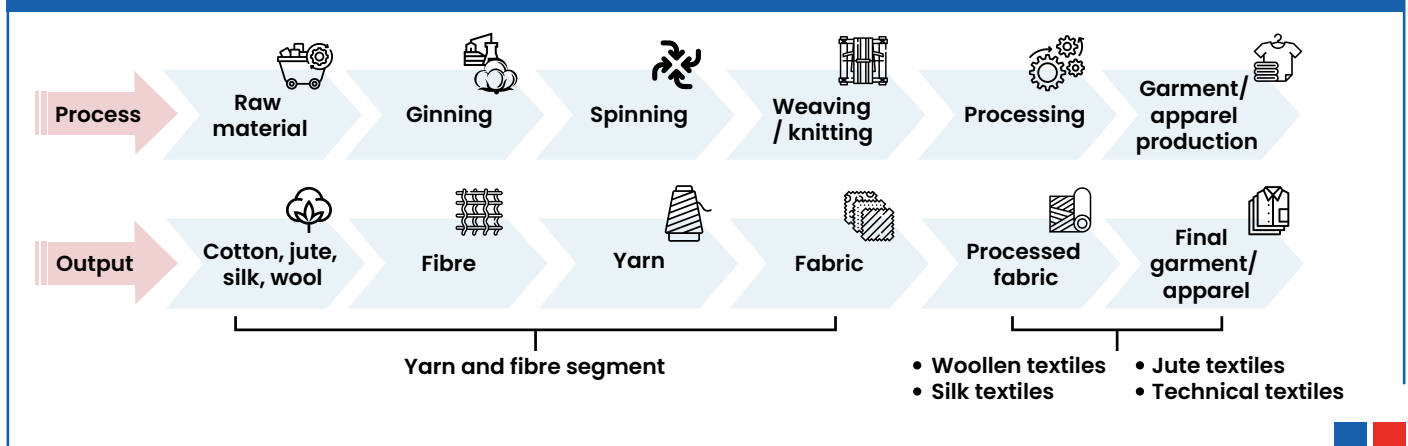 Process
Raw
material
Ginning
Spinning
Weaving
/ knitting
Processing
Garment/
apparel
production
Output
Cotton, jute,
silk, wool
Fibre
Yarn
Fabric
Processed
fabric
Final
garment/
apparel
Yarn and fibre segment
• Woollen textiles
• Silk textiles
• Jute textiles
• Technical textiles